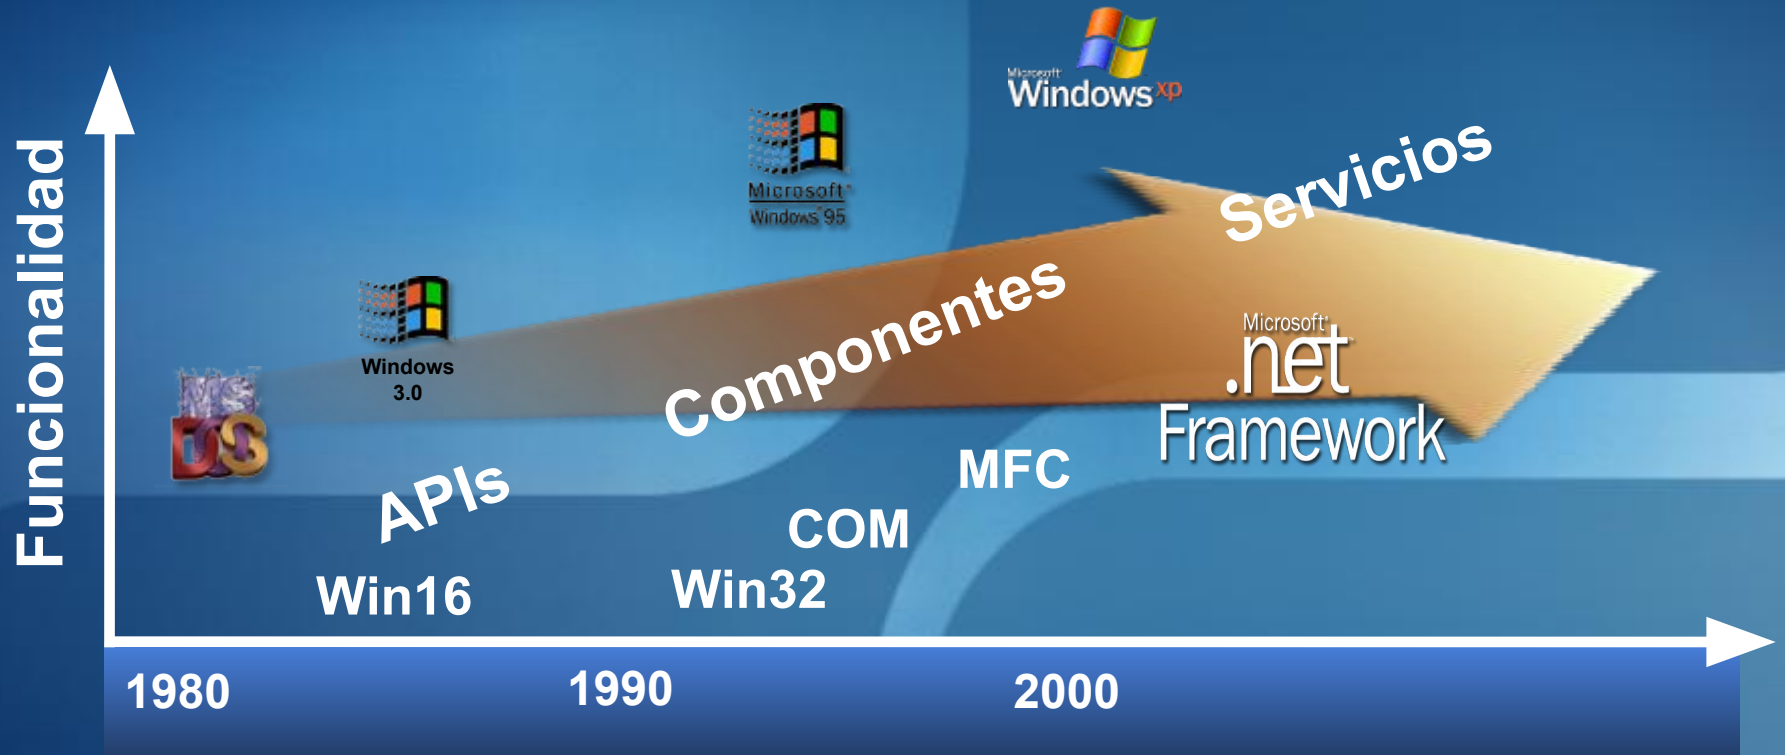 Funcionalidad
Microsoft
Windows xp
Servicios
Microsoft
Windows 95
Componentes
Windows
3.0
Microsoft
.net
Framework
MS
DOS
APIs
MFC
COM
Win16
Win32
1980
1990
2000